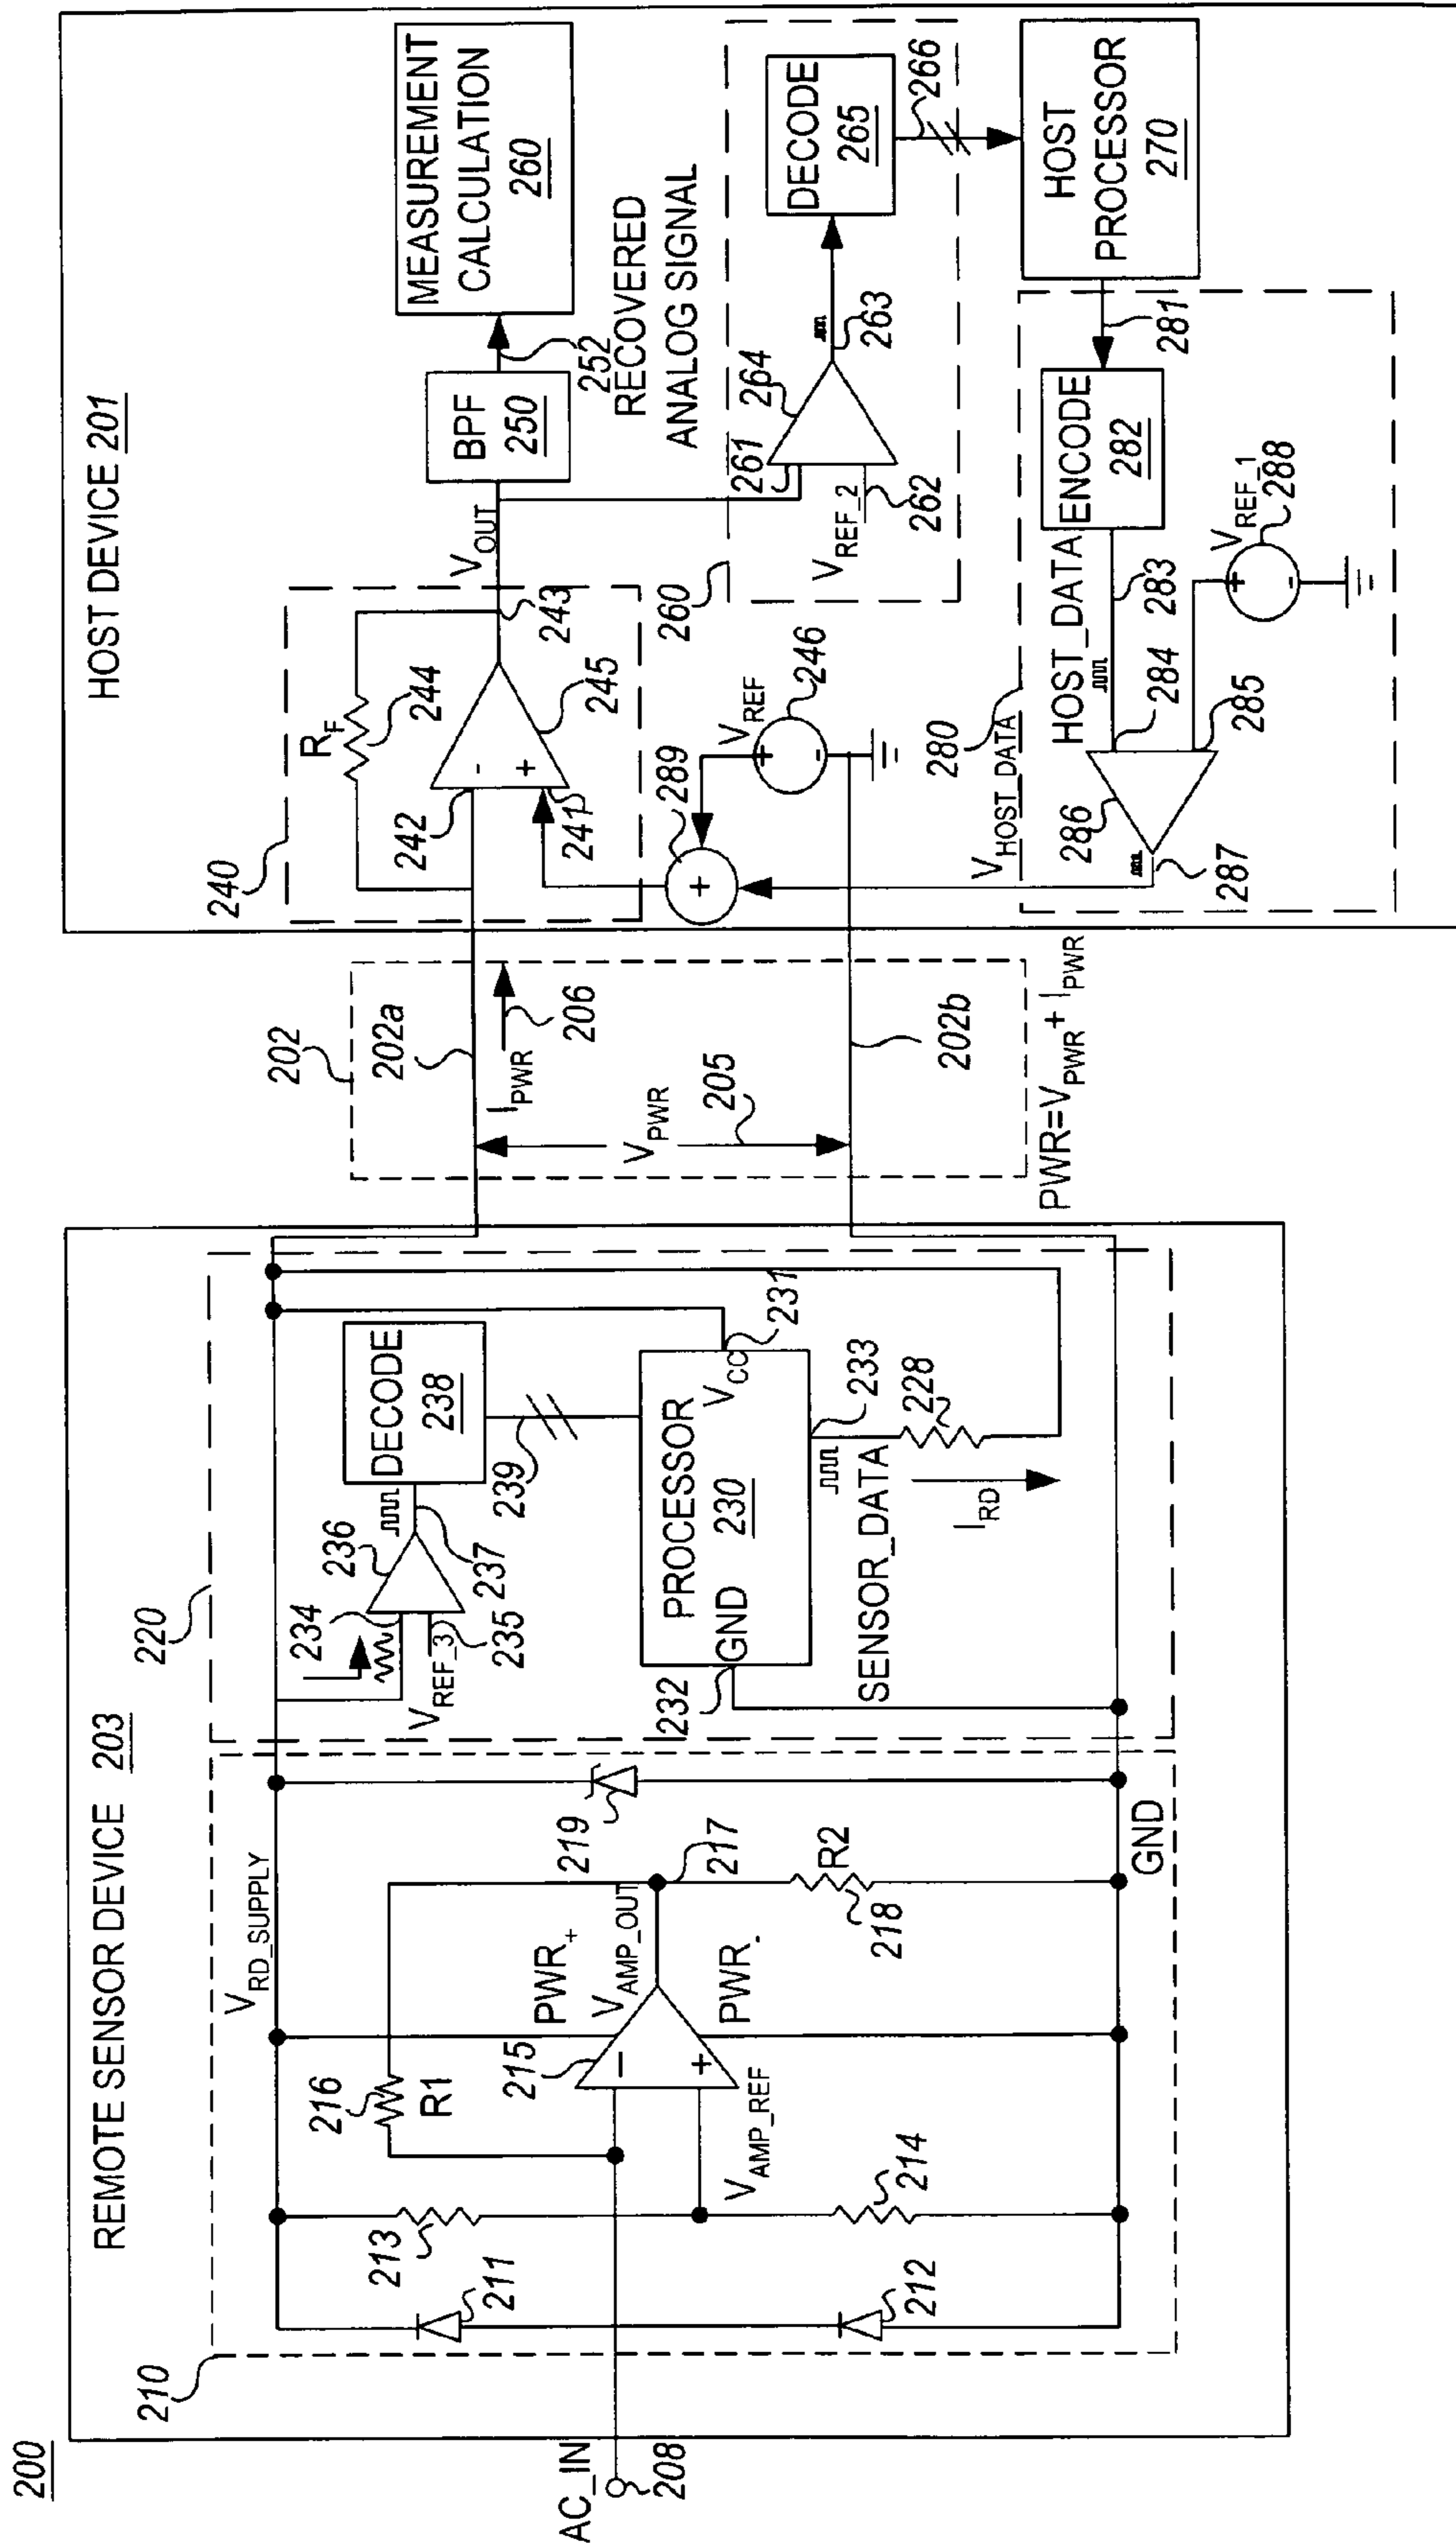 200
REMOTE SENSOR DEVICE 203
210
AC_IN
208
211
212
213
214
V_AMP_REF
216
R1
215
-
+
PWR+
PWR-
V_AMP_OUT
217
R2
218
219
V_RD_SUPPLY
GND
220
234
V_REF_3
235
236
237
DECODE
238
239
PROCESSOR
230
V_CC
231
GND
232
233
SENSOR_DATA
228
I_RD
202
202a
I_PWR
206
V_PWR
205
202b
PWR=V_PWR + I_PWR
HOST DEVICE 201
240
R_F
244
242
-
+
241
245
243
V_OUT
BPF
250
252
MEASUREMENT
CALCULATION
260
RECOVERED
ANALOG SIGNAL
289
+
V_REF
+
-
246
260
261
V_REF_2
262
264
263
DECODE
265
266
HOST
PROCESSOR
270
280
281
ENCODE
282
HOST_DATA
283
284
285
286
287
V_HOST_DATA
V_REF_1
+
-
288